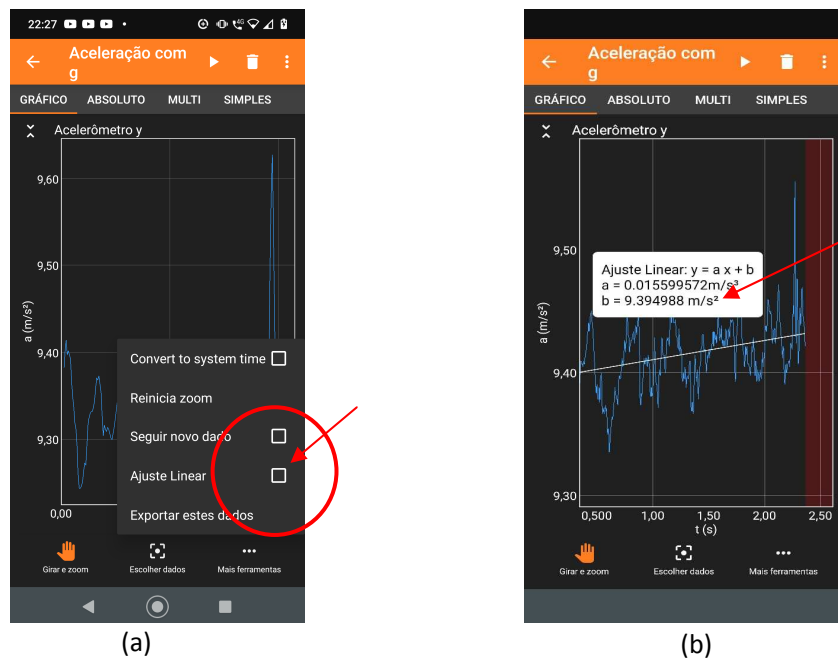 22:27
Aceleração com
g
GRÁFICO ABSOLUTO MULTI SIMPLES
Acelerômetro y
9,60
9,50
9,40
9,30
a (m/s²)
0,00
Convert to system time
Reinicia zoom
Seguir novo dado
Ajuste Linear
Exportar estes dados
Girar e zoom Escolher dados Mais ferramentas
(a)
Aceleração com
g
GRÁFICO ABSOLUTO MULTI SIMPLES
Acelerômetro y
9,50
9,40
9,30
a (m/s²)
Ajuste Linear: y = a x + b
a = 0.015599572m/s³
b = 9.394988 m/s²
0,500 1,00 1,50 2,00 2,50
t (s)
Girar e zoom Escolher dados Mais ferramentas
(b)